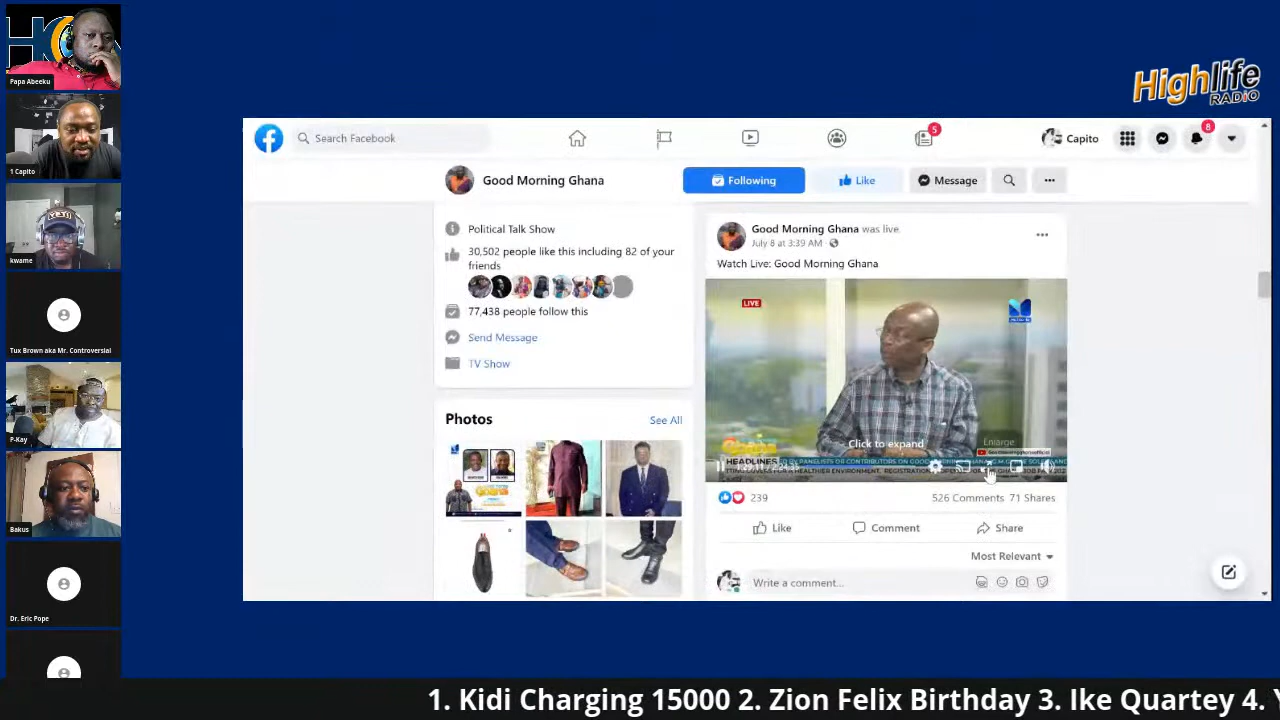 Papa Abeeku
1 Capito
kwame
Tux Brown aka Mr. Controversial
P-Kay
Bakus
Dr. Eric Pope
Highlife
RADIO
Search Facebook
5
Capito
8
Good Morning Ghana
Following
Like
Message
Political Talk Show
30,502 people like this including 82 of your
friends
77,438 people follow this
Send Message
TV Show
Photos
See All
Good Morning Ghana was live
July 8 at 3:39 AM
Watch Live: Good Morning Ghana
LIVE
Click to expand
Enlarge
HEADLINES
239
526 Comments 71 Shares
Like
Comment
Share
Most Relevant
Write a comment...
1. Kidi Charging 15000 2. Zion Felix Birthday 3. Ike Quartey 4.